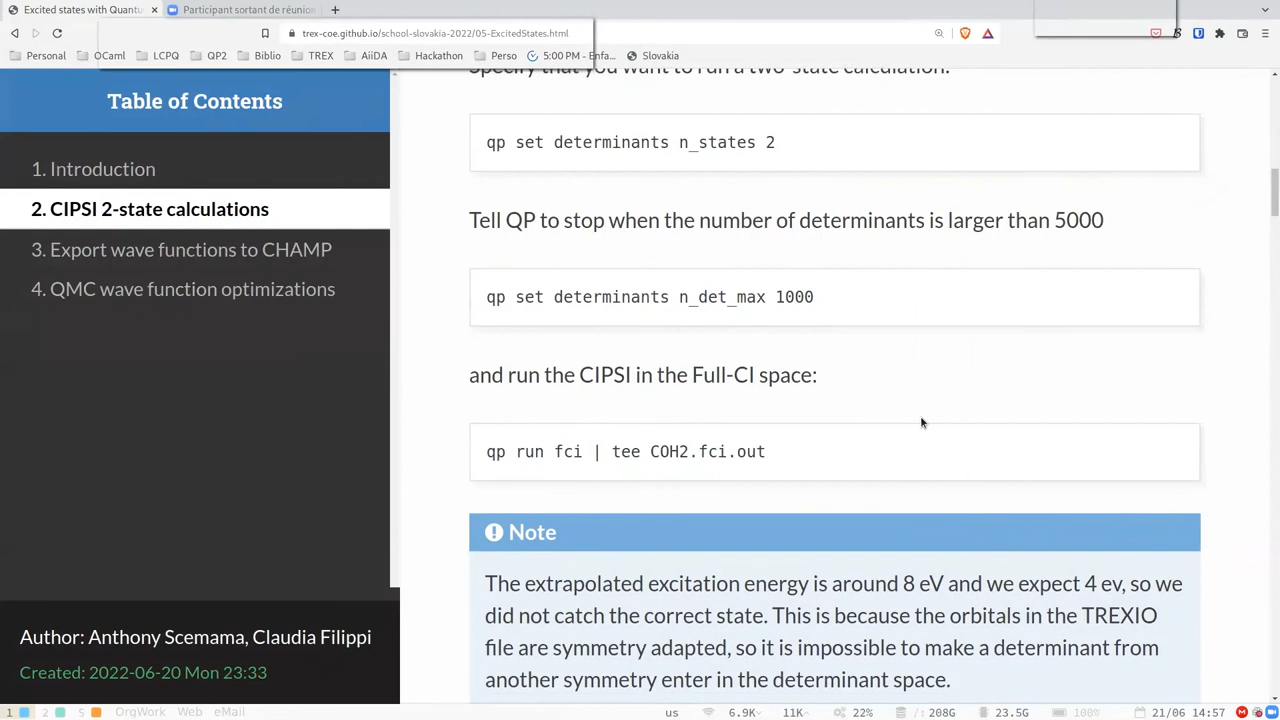 Excited states with Quantu
Participant sortant de réunion
trex-coe.github.io/school-slovakia-2022/05-ExcitedStates.html
Personal
OCaml
LCPQ
QP2
Biblio
TREX
AiiDA
Hackathon
Perso
5:00 PM - Enfa...
Slovakia
Table of Contents
1. Introduction
2. CIPSI 2-state calculations
3. Export wave functions to CHAMP
4. QMC wave function optimizations
Author: Anthony Scemama, Claudia Filippi
Created: 2022-06-20 Mon 23:33
Specify that you want to run a two-state calculation:
qp set determinants n_states 2
Tell QP to stop when the number of determinants is larger than 5000
qp set determinants n_det_max 1000
and run the CIPSI in the Full-CI space:
qp run fci | tee COH2.fci.out
Note
The extrapolated excitation energy is around 8 eV and we expect 4 ev, so we
did not catch the correct state. This is because the orbitals in the TREXIO
file are symmetry adapted, so it is impossible to make a determinant from
another symmetry enter in the determinant space.
1 2 5 OrgWork Web eMail
us 6.9K 11K 22% 208G 23.5G 100% 21/06 14:57